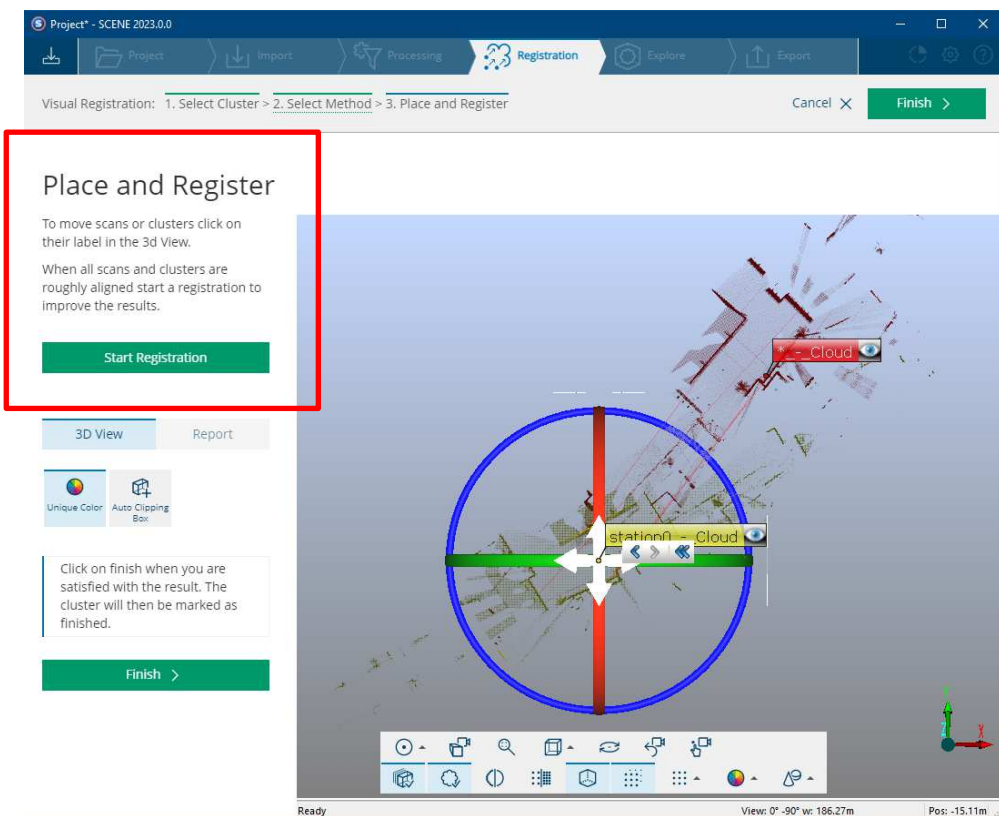 Project* - SCENE 2023.0.0
Project
Import
Processing
Registration
Explore
Export
Visual Registration: 1. Select Cluster > 2. Select Method > 3. Place and Register
Cancel
Finish
Place and Register
To move scans or clusters click on
their label in the 3d View.
When all scans and clusters are
roughly aligned start a registration to
improve the results.
Start Registration
*_-_Cloud
3D View
Report
Unique Color
Auto Clipping
Box
station0_-_Cloud
Click on finish when you are
satisfied with the result. The
cluster will then be marked as
finished.
Finish
Y
X
Z
Ready
View: 0° -90° w: 186.27m
Pos: -15.11m